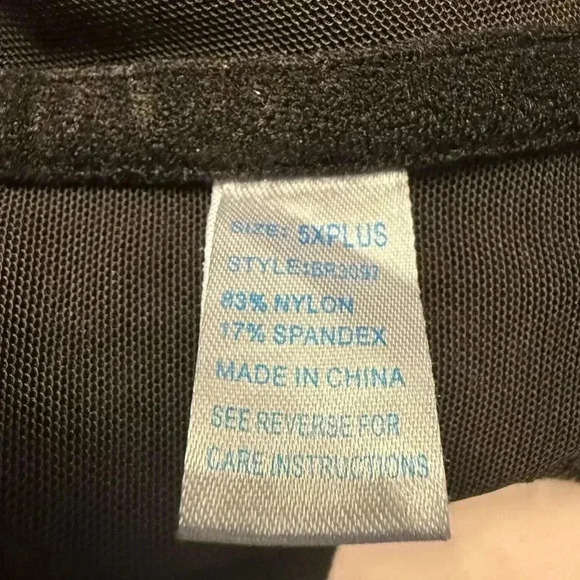 SIZE: 5XPLUS
STYLE:
83% NYLON
17% SPANDEX
MADE IN CHINA
SEE REVERSE FOR
CARE INSTRUCTIONS